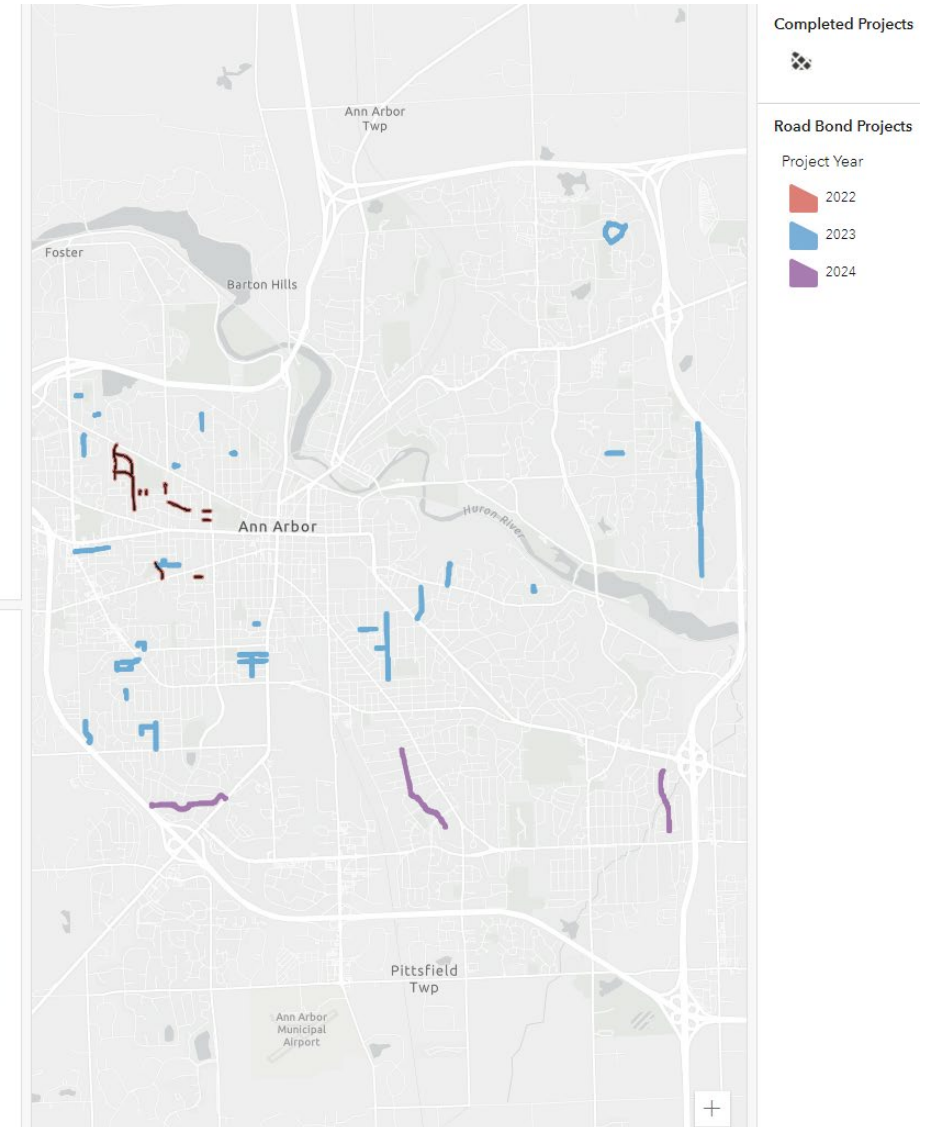 Completed Projects
Road Bond Projects
Project Year
2022
2023
2024
Ann Arbor
Twp
Foster
Barton Hills
Ann Arbor
Huron River
Pittsfield
Twp
Ann Arbor
Municipal
Airport
+